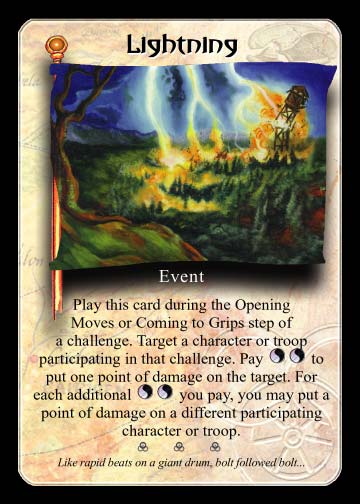 Lightning
Event
Play this card during the Opening
Moves or Coming to Grips step of
a challenge. Target a character or troop
participating in that challenge. Pay ☯☯ to
put one point of damage on the target. For
each additional ☯☯ you pay, you may put a
point of damage on a different participating
character or troop.
Like rapid beats on a giant drum, bolt followed bolt...